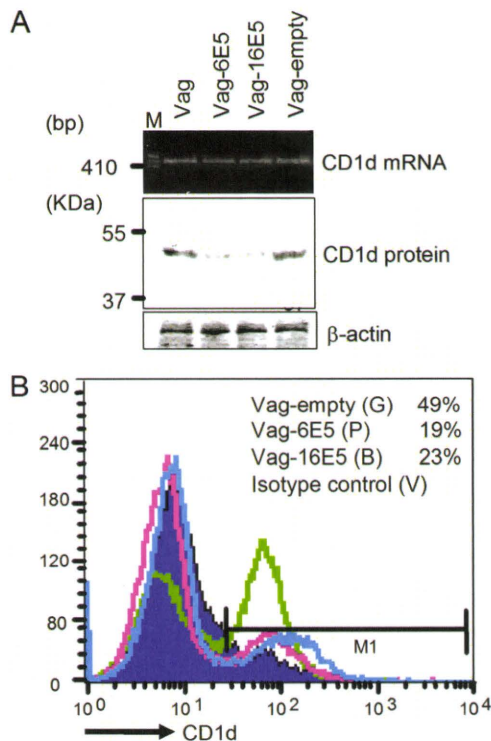 A
Vag
Vag-6E5
Vag-16E5
Vag-empty
(bp)
M
410
CD1d mRNA
(KDa)
55
CD1d protein
37
β-actin
B
300
240
180
120
80
0
Vag-empty (G) 49%
Vag-6E5 (P) 19%
Vag-16E5 (B) 23%
Isotype control (V)
M1
10⁰ 10¹ 10² 10³ 10⁴
CD1d